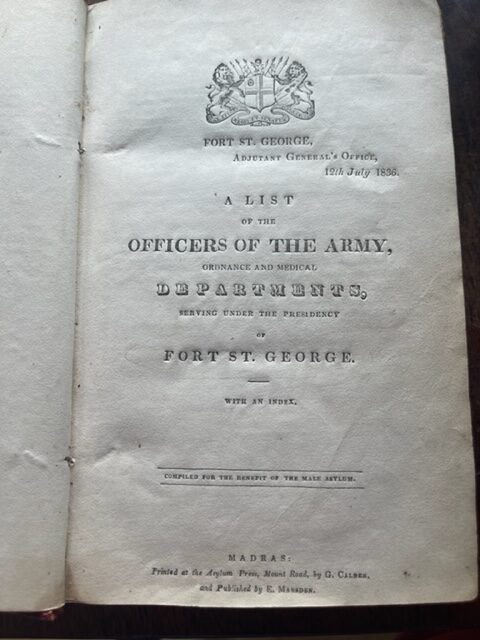 FORT ST. GEORGE,
ADJUTANT GENERAL'S OFFICE,
12th July 1836.
A LIST
OF THE
OFFICERS OF THE ARMY,
ORDNANCE AND MEDICAL
DEPARTMENTS,
SERVING UNDER THE PRESIDENCY
OF
FORT ST. GEORGE.
WITH AN INDEX.
COMPILED FOR THE BENEFIT OF THE MALE ASYLUM.
MADRAS:
Printed at the Asylum Press, Mount Road, by G. CALDER,
and Published by E. MARSDEN.